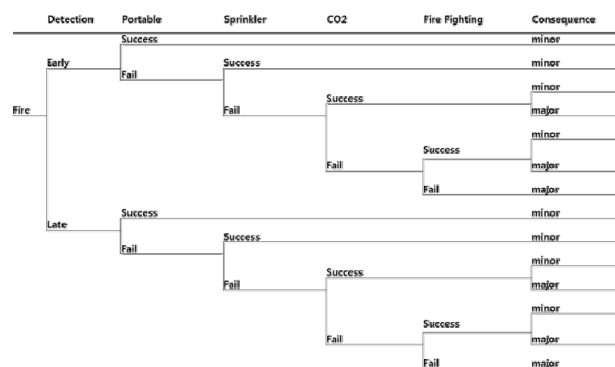 Detection Portable Sprinkler CO2 Fire Fighting Consequence
Success minor
Early Success minor
Fail minor
Success
Fire Fail major
minor
Success
major
Fail
Fail major
Success minor
Late Success minor
Fail minor
Success
Fail major
minor
Success
major
Fail
Fail major